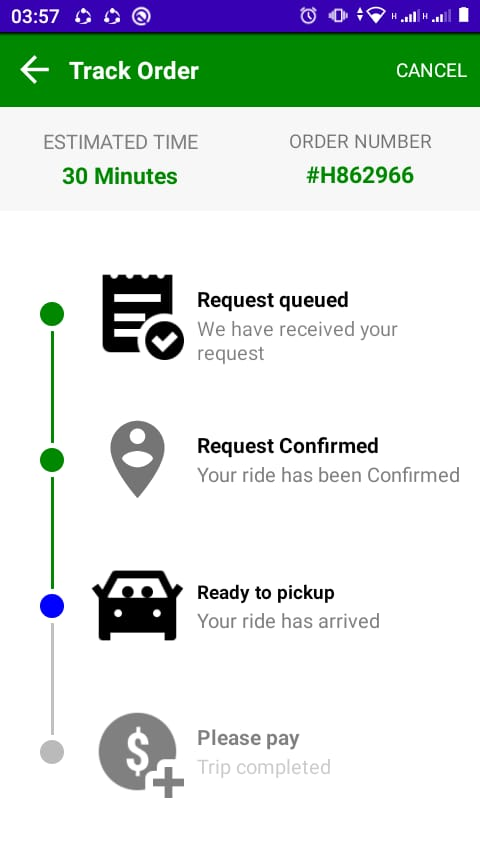 03:57
H
H
Track Order
CANCEL
ESTIMATED TIME
ORDER NUMBER
30 Minutes
#H862966
Request queued
We have received your
request
Request Confirmed
Your ride has been Confirmed
Ready to pickup
Your ride has arrived
$
Please pay
Trip completed